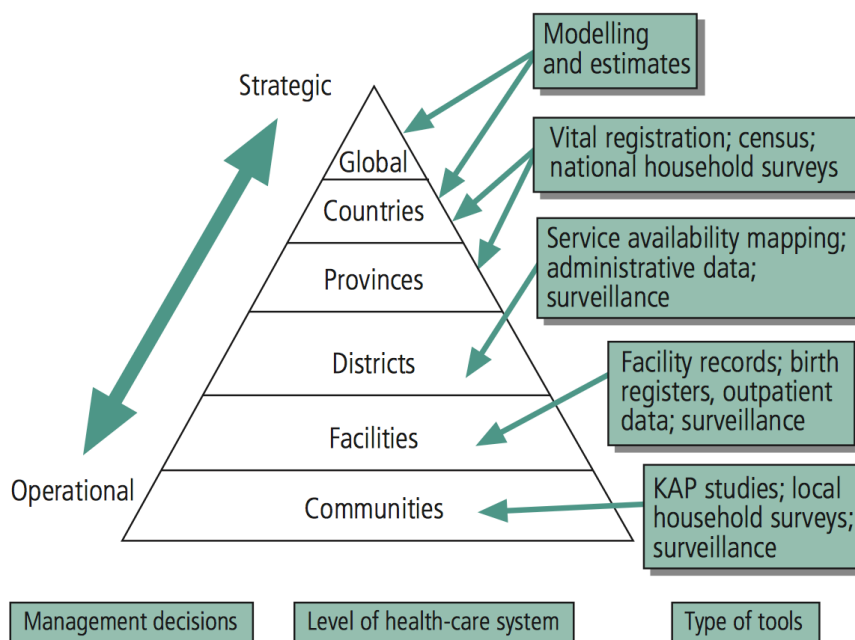 Modelling
and estimates
Strategic
Vital registration; census;
national household surveys
Global
Countries
Service availability mapping;
administrative data;
surveillance
Provinces
Districts
Facility records; birth
registers, outpatient
data; surveillance
Facilities
Operational
KAP studies; local
household surveys;
surveillance
Communities
Management decisions
Level of health-care system
Type of tools